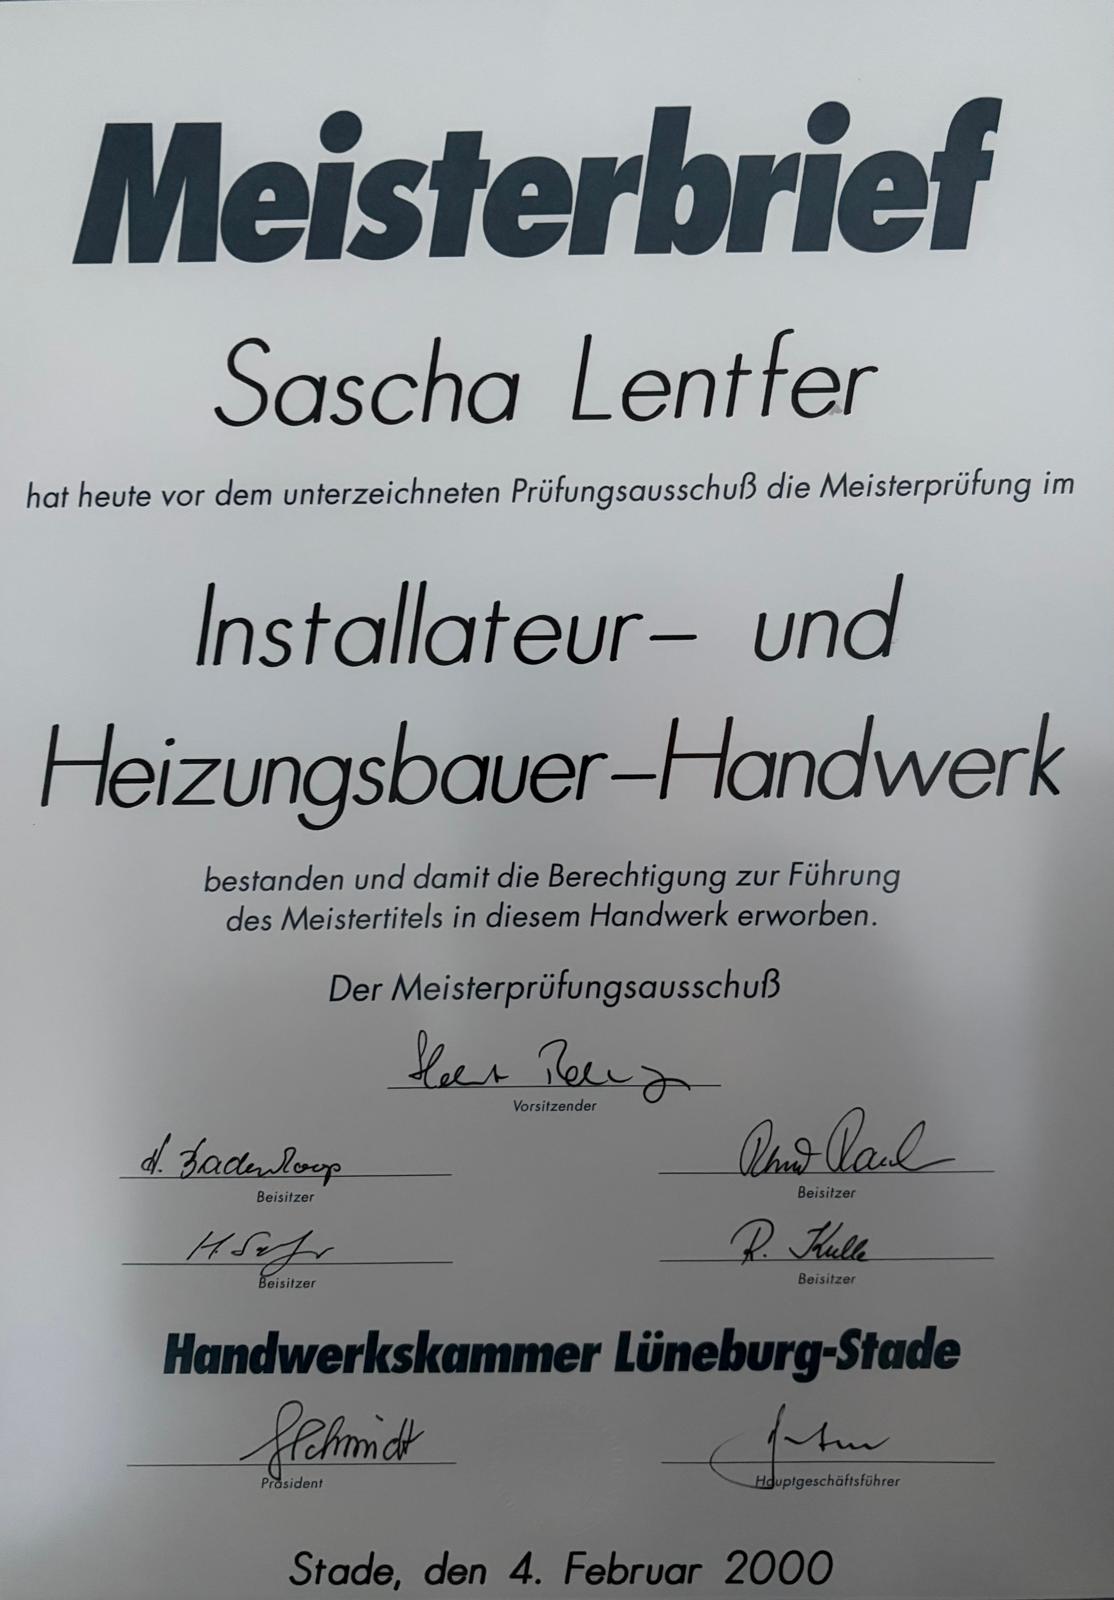 Meisterbrief
Sascha Lentfer
hat heute vor dem unterzeichneten Prüfungsausschuß die Meisterprüfung im
Installateur- und
Heizungsbauer-Handwerk
bestanden und damit die Berechtigung zur Führung
des Meistertitels in diesem Handwerk erworben.
Der Meisterprüfungsausschuß
Vorsitzender
Beisitzer
Beisitzer
Beisitzer
R. Kulle
Beisitzer
Handwerkskammer Lüneburg-Stade
Schmidt
Präsident
Hauptgeschäftsführer
Stade, den 4. Februar 2000